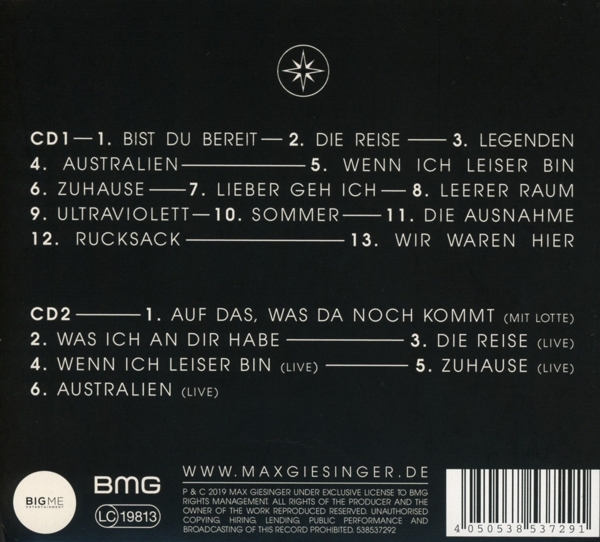 CD1 1. BIST DU BEREIT 2. DIE REISE 3. LEGENDEN
4. AUSTRALIEN 5. WENN ICH LEISER BIN
6. ZUHAUSE 7. LIEBER GEH ICH 8. LEERER RAUM
9. ULTRAVIOLETT 10. SOMMER 11. DIE AUSNAHME
12. RUCKSACK 13. WIR WAREN HIER
CD2 1. AUF DAS, WAS DA NOCH KOMMT (MIT LOTTE)
2. WAS ICH AN DIR HABE 3. DIE REISE (LIVE)
4. WENN ICH LEISER BIN (LIVE) 5. ZUHAUSE (LIVE)
6. AUSTRALIEN (LIVE)
BIGME
ENTERTAINMENT
BMG
LC 19813
WWW.MAXGIESINGER.DE
P & C 2019 MAX GIESINGER UNDER EXCLUSIVE LICENSE TO BMG
RIGHTS MANAGEMENT. ALL RIGHTS OF THE PRODUCER AND THE
OWNER OF THE WORK REPRODUCED RESERVED. UNAUTHORISED
COPYING, HIRING, LENDING, PUBLIC PERFORMANCE AND
BROADCASTING OF THIS RECORD PROHIBITED. 538537292
4 050538 537291